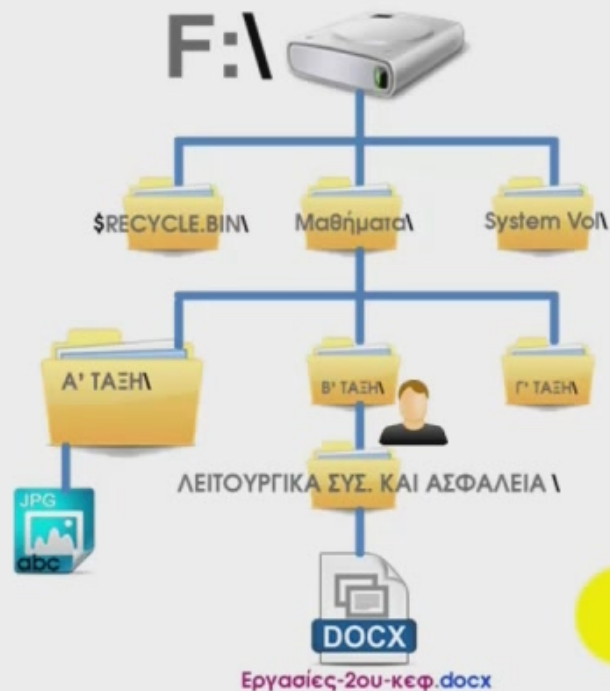 F:\
$RECYCLE.BIN\
Μαθήματα\
System Vol\
Α' ΤΑΞΗ\
Β' ΤΑΞΗ\
Γ' ΤΑΞΗ\
ΛΕΙΤΟΥΡΓΙΚΑ ΣΥΣ. ΚΑΙ ΑΣΦΑΛΕΙΑ \
JPG
abc
DOCX
Εργασίες-2ου-κεφ.docx